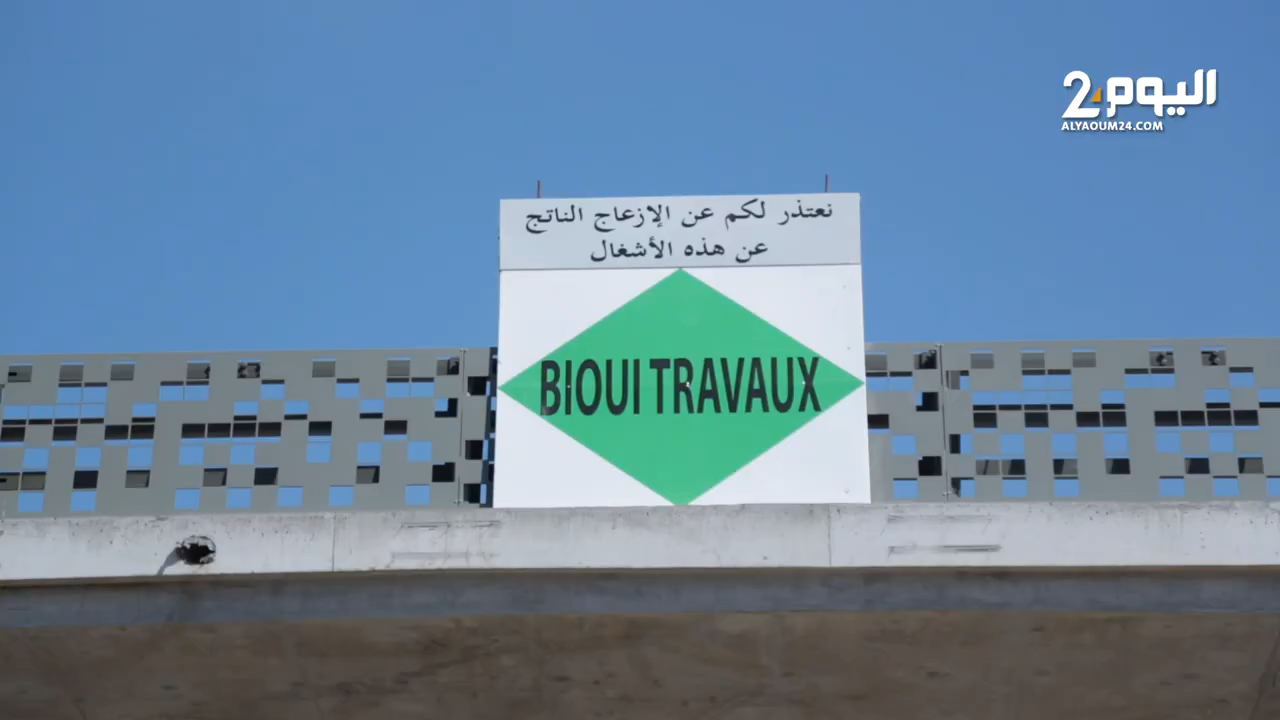 اليوم 24
ALYAOUM24.COM
نعتذر لكم عن الإزعاج الناتج
عن هذه الأشغال
BIOUI TRAVAUX